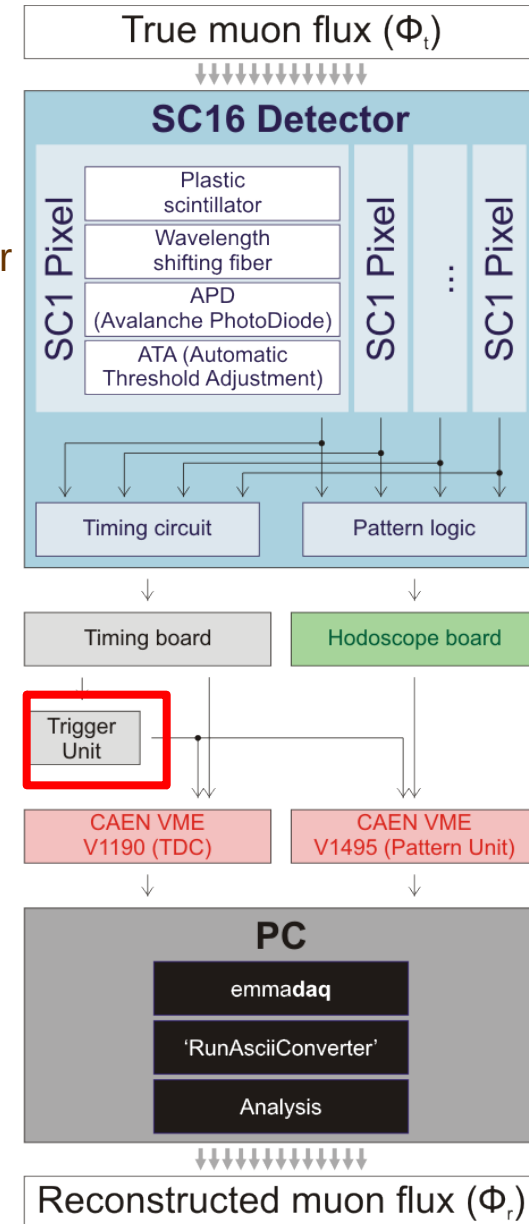 True muon flux (Φt)
SC16 Detector
r
SC1 Pixel
Plastic
scintillator
Wavelength
shifting fiber
APD
(Avalanche PhotoDiode)
ATA (Automatic
Threshold Adjustment)
SC1 Pixel
...
SC1 Pixel
Timing circuit
Pattern logic
Timing board
Hodoscope board
Trigger
Unit
CAEN VME
V1190 (TDC)
CAEN VME
V1495 (Pattern Unit)
PC
emmadaq
‘RunAsciiConverter’
Analysis
Reconstructed muon flux (Φr)